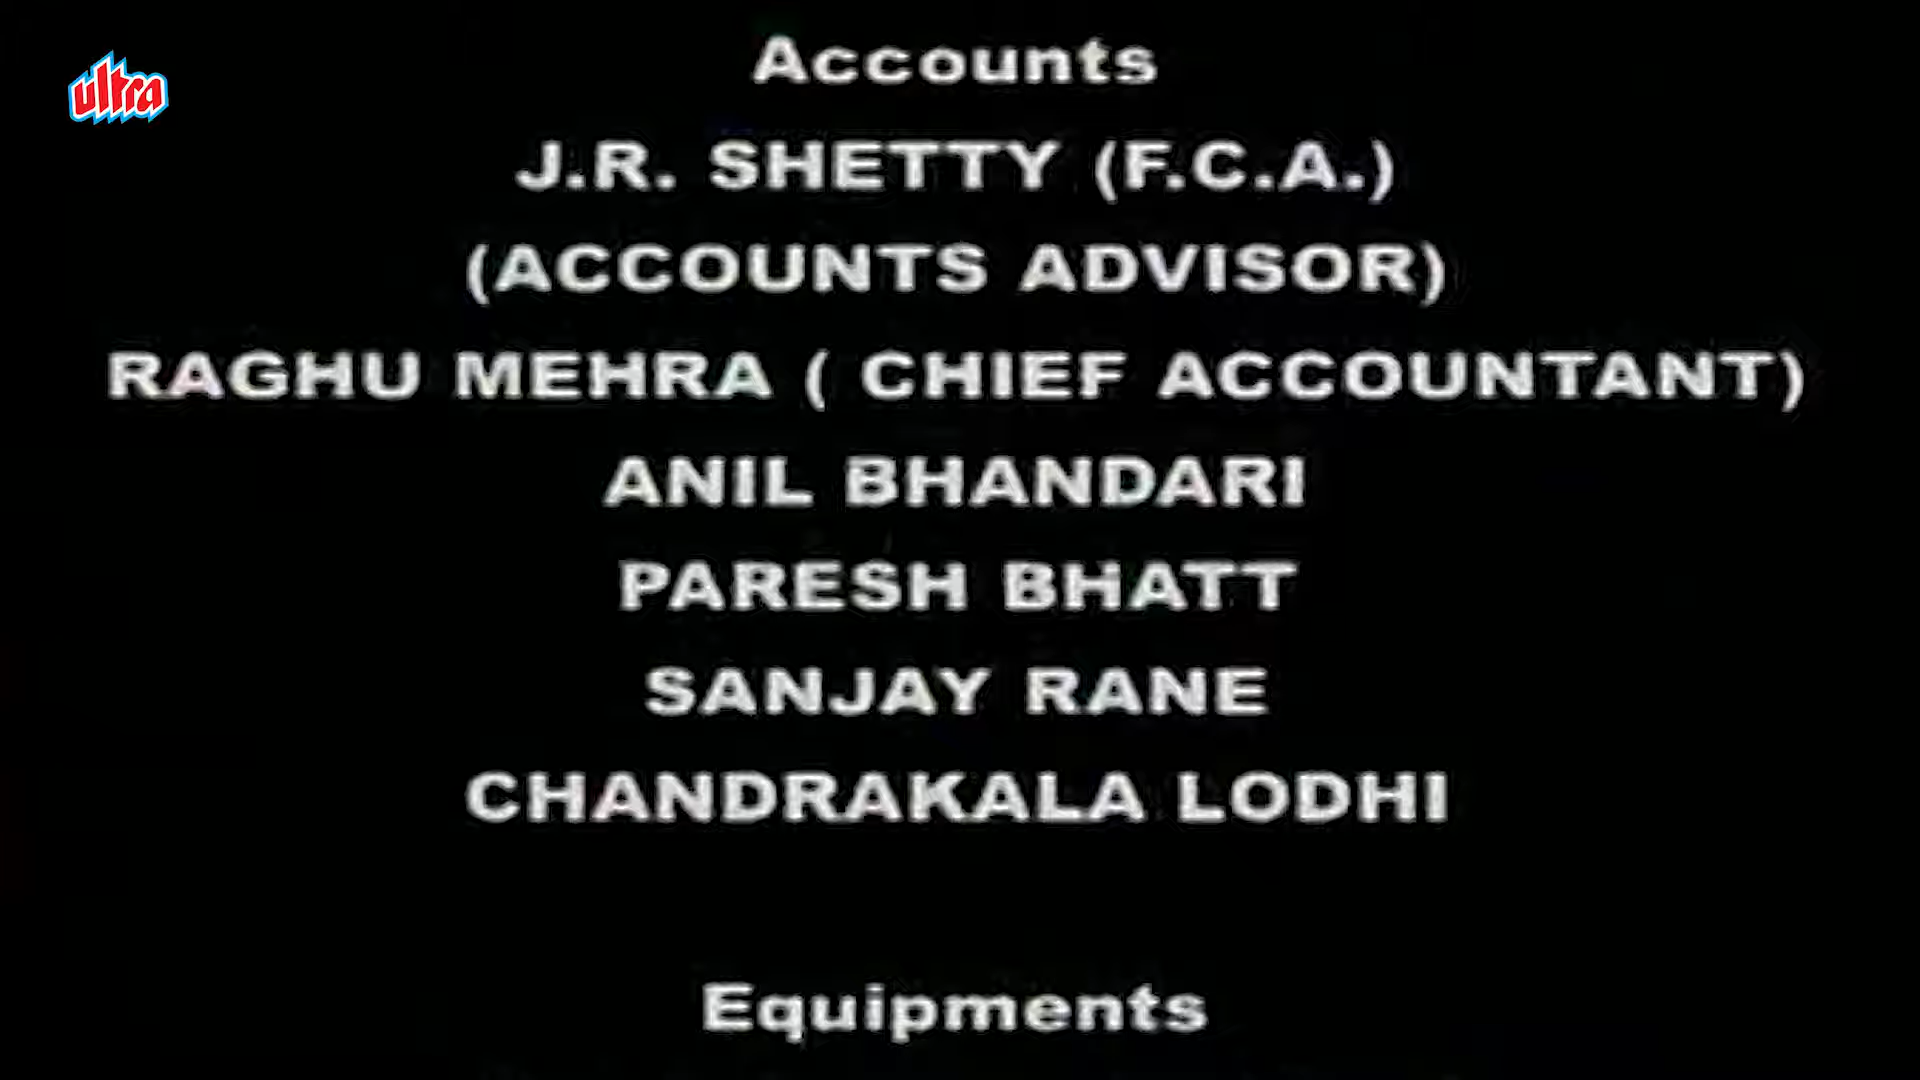 ultra
Accounts
J.R. SHETTY (F.C.A.)
(ACCOUNTS ADVISOR)
RAGHU MEHRA ( CHIEF ACCOUNTANT)
ANIL BHANDARI
PARESH BHATT
SANJAY RANE
CHANDRAKALA LODHI
Equipments